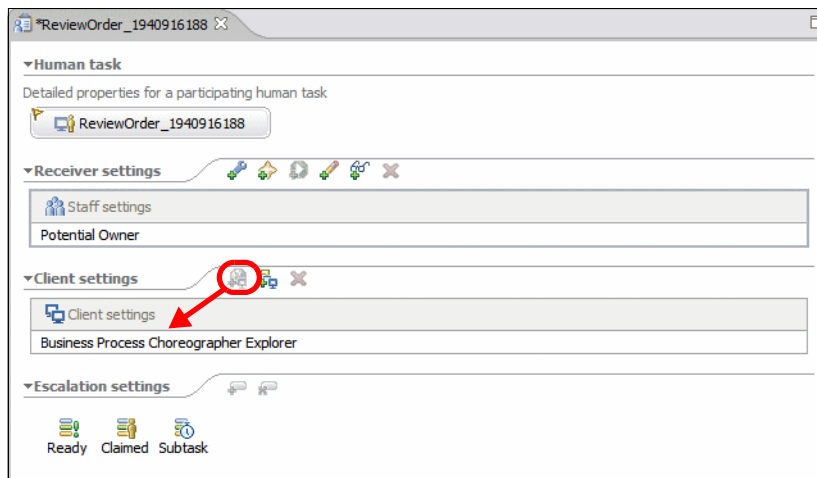 *ReviewOrder_1940916188
Human task
Detailed properties for a participating human task
ReviewOrder_1940916188
Receiver settings
Staff settings
Potential Owner
Client settings
Client settings
Business Process Choreographer Explorer
Escalation settings
Ready Claimed Subtask